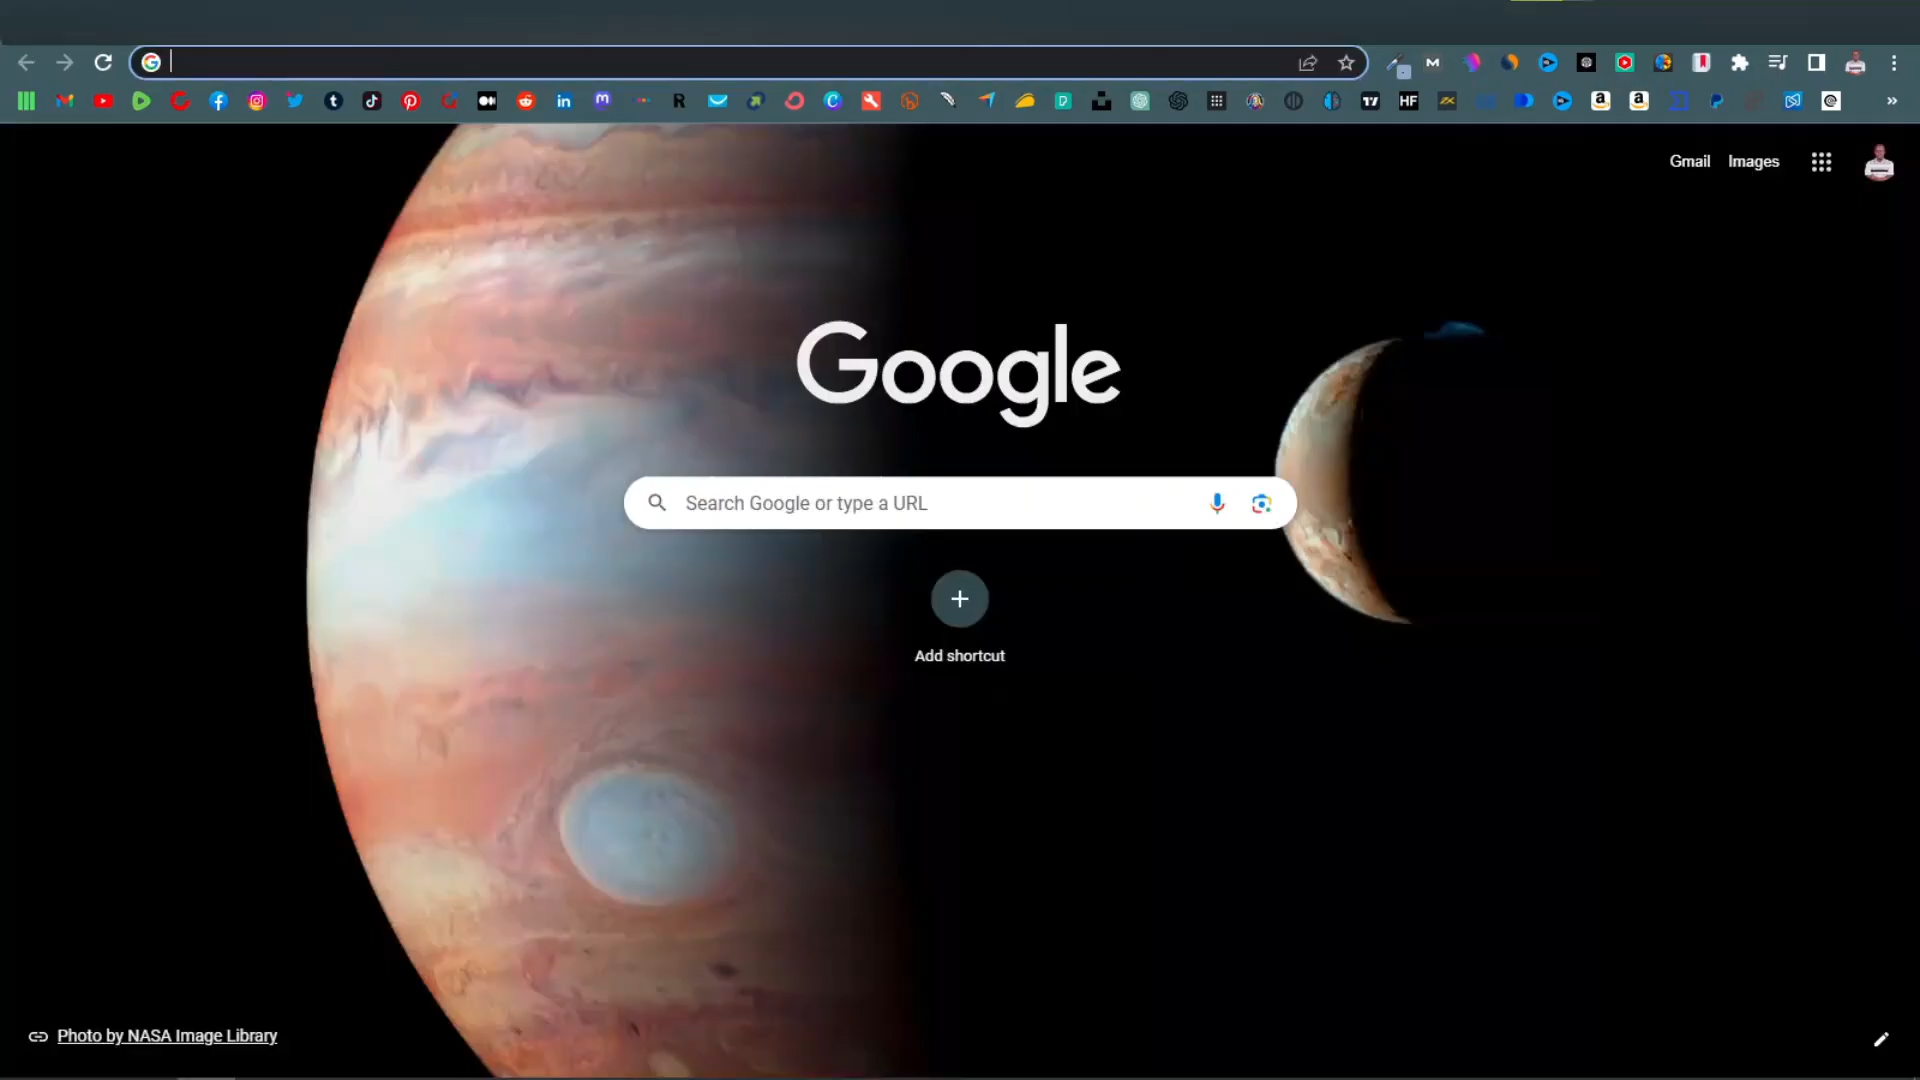 Gmail Images
Google
Search Google or type a URL
Add shortcut
Photo by NASA Image Library